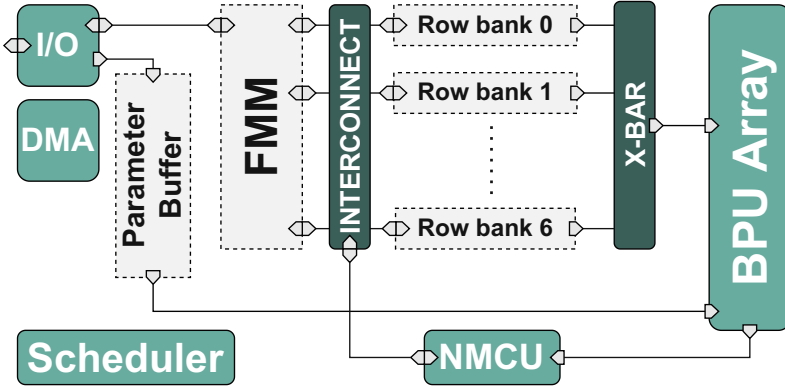 I/O
DMA
Parameter
Buffer
FMM
INTERCONNECT
Row bank 0
Row bank 1
Row bank 6
X-BAR
BPU Array
Scheduler
NMCU